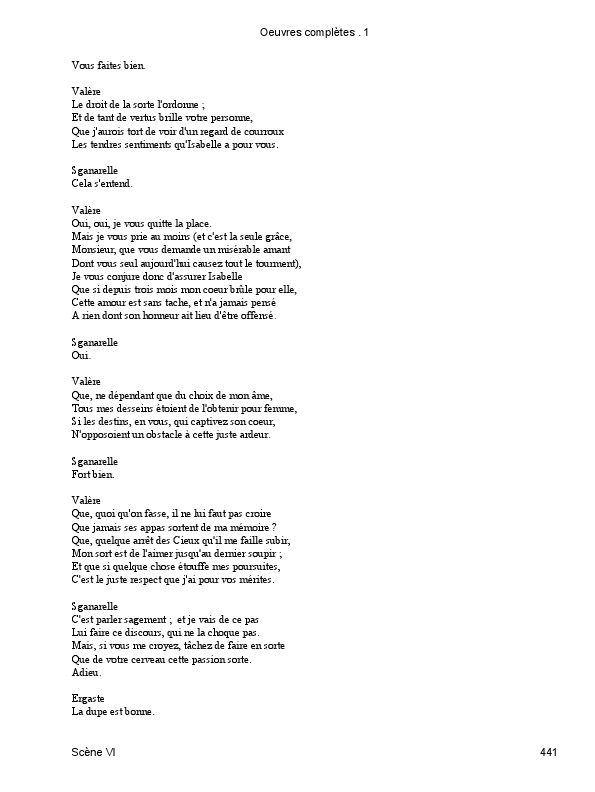 Oeuvres complètes . 1
Vous faites bien.
Valère
Le droit de la sorte l'ordonne ;
Et de tant de vertus brille votre personne,
Que j'aurois tort de voir d'un regard de courroux
Les tendres sentiments qu'Isabelle a pour vous.
Sganarelle
Cela s'entend.
Valère
Oui, oui, je vous quitte la place.
Mais je vous prie au moins (et c'est la seule grâce,
Monsieur, que vous demande un misérable amant
Dont vous seul aujourd'hui causez tout le tourment),
Je vous conjure donc d'assurer Isabelle
Que si depuis trois mois mon coeur brûle pour elle,
Cette amour est sans tache, et n'a jamais pensé
A rien dont son honneur ait lieu d'être offensé.
Sganarelle
Oui.
Valère
Que, ne dépendant que du choix de mon âme,
Tous mes desseins étoient de l'obtenir pour femme,
Si les destins, en vous, qui captivez son coeur,
N'opposoient un obstacle à cette juste ardeur.
Sganarelle
Fort bien.
Valère
Que, quoi qu'on fasse, il ne lui faut pas croire
Que jamais ses appas sortent de ma mémoire ?
Que, quelque arrêt des Cieux qu'il me faille subir,
Mon sort est de l'aimer jusqu'au dernier soupir ;
Et que si quelque chose étouffe mes poursuites,
C'est le juste respect que j'ai pour vos mérites.
Sganarelle
C'est parler sagement ; et je vais de ce pas
Lui faire ce discours, qui ne la choque pas.
Mais, si vous me croyez, tâchez de faire en sorte
Que de votre cerveau cette passion sorte.
Adieu.
Ergaste
La dupe est bonne.
Scène VI
441